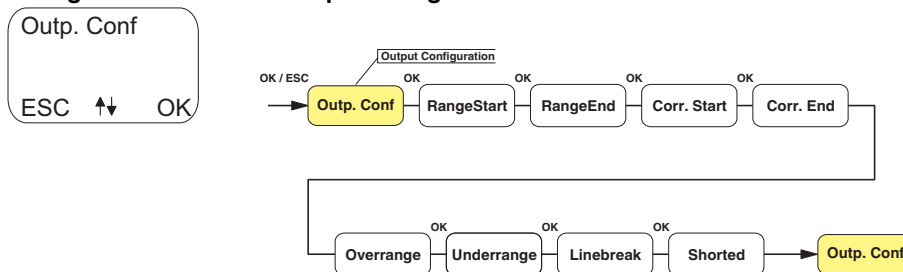 Outp. Conf
ESC OK
Output Configuration
OK / ESC OK OK OK OK
Outp. Conf RangeStart RangeEnd Corr. Start Corr. End
OK OK OK
Overrange Underrange Linebreak Shorted Outp. Conf